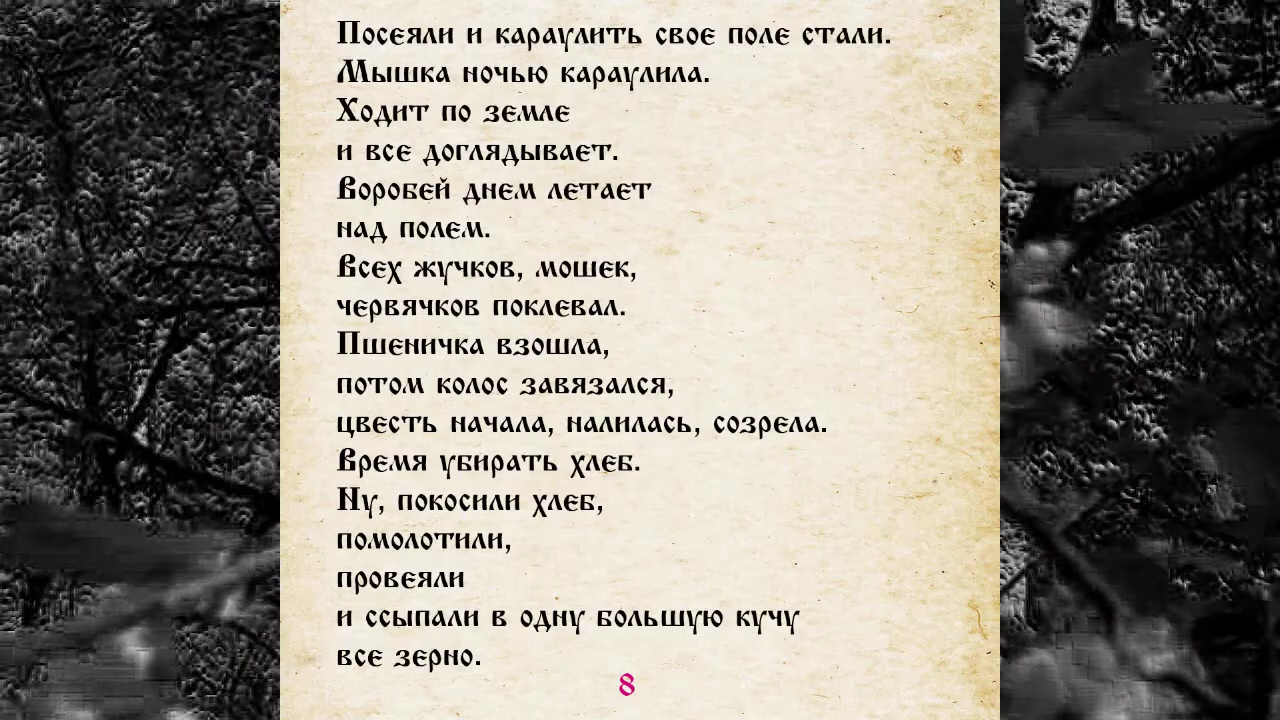 Посеяли и караулить свое поле стали.
Мышка ночью караулила.
Ходит по земле
и все доглядывает.
Воробей днем летает
над полем.
Всех жучков, мошек,
червячков поклевал.
Пшеничка взошла,
потом колос завязался,
цвесть начала, налилась, созрела.
Время убирать хлеб.
Ну, покосили хлеб,
помолотили,
провеяли
и ссыпали в одну большую кучу
все зерно.
8